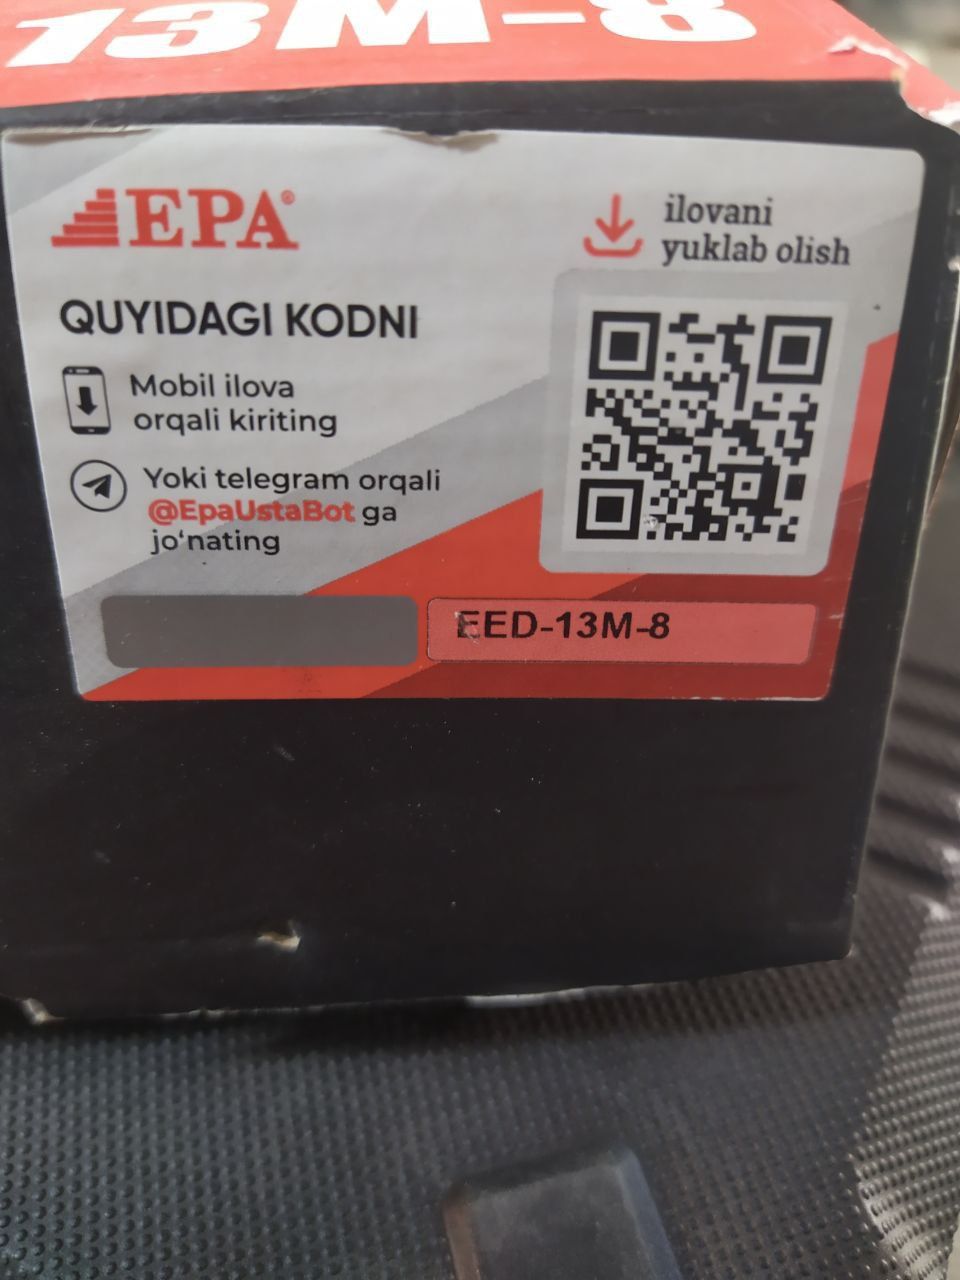 13M-8
EPA®
ilovani
yuklab olish
QUYIDAGI KODNI
Mobil ilova
orqali kiriting
Yoki telegram orqali
@EpaUstaBot ga
jo‘nating
EED-13M-8